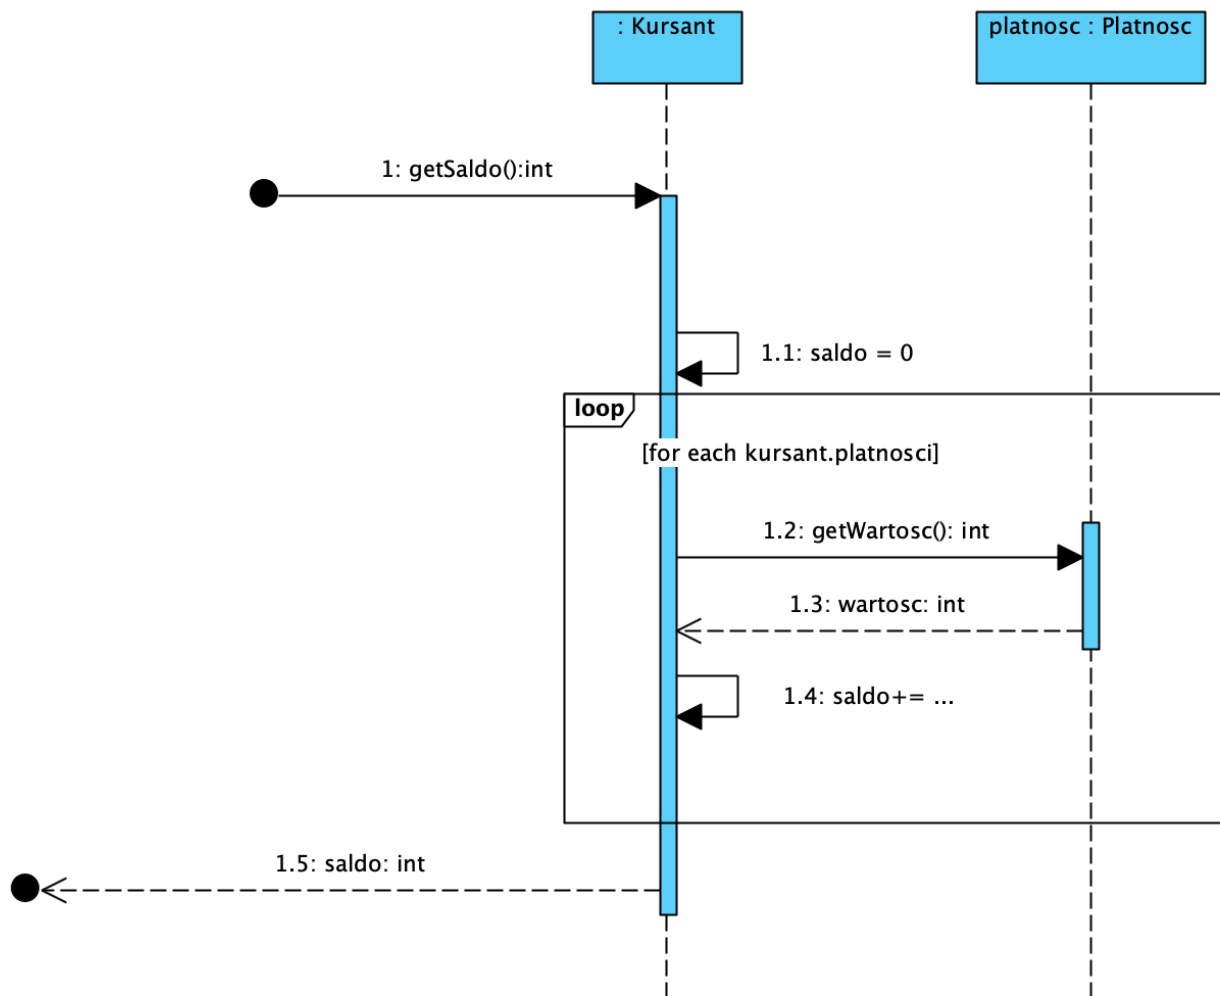 : Kursant
platnosc : Platnosc
1: getSaldo():int
1.1: saldo = 0
loop
[for each kursant.platnosci]
1.2: getWartosc(): int
1.3: wartosc: int
1.4: saldo+= ...
1.5: saldo: int